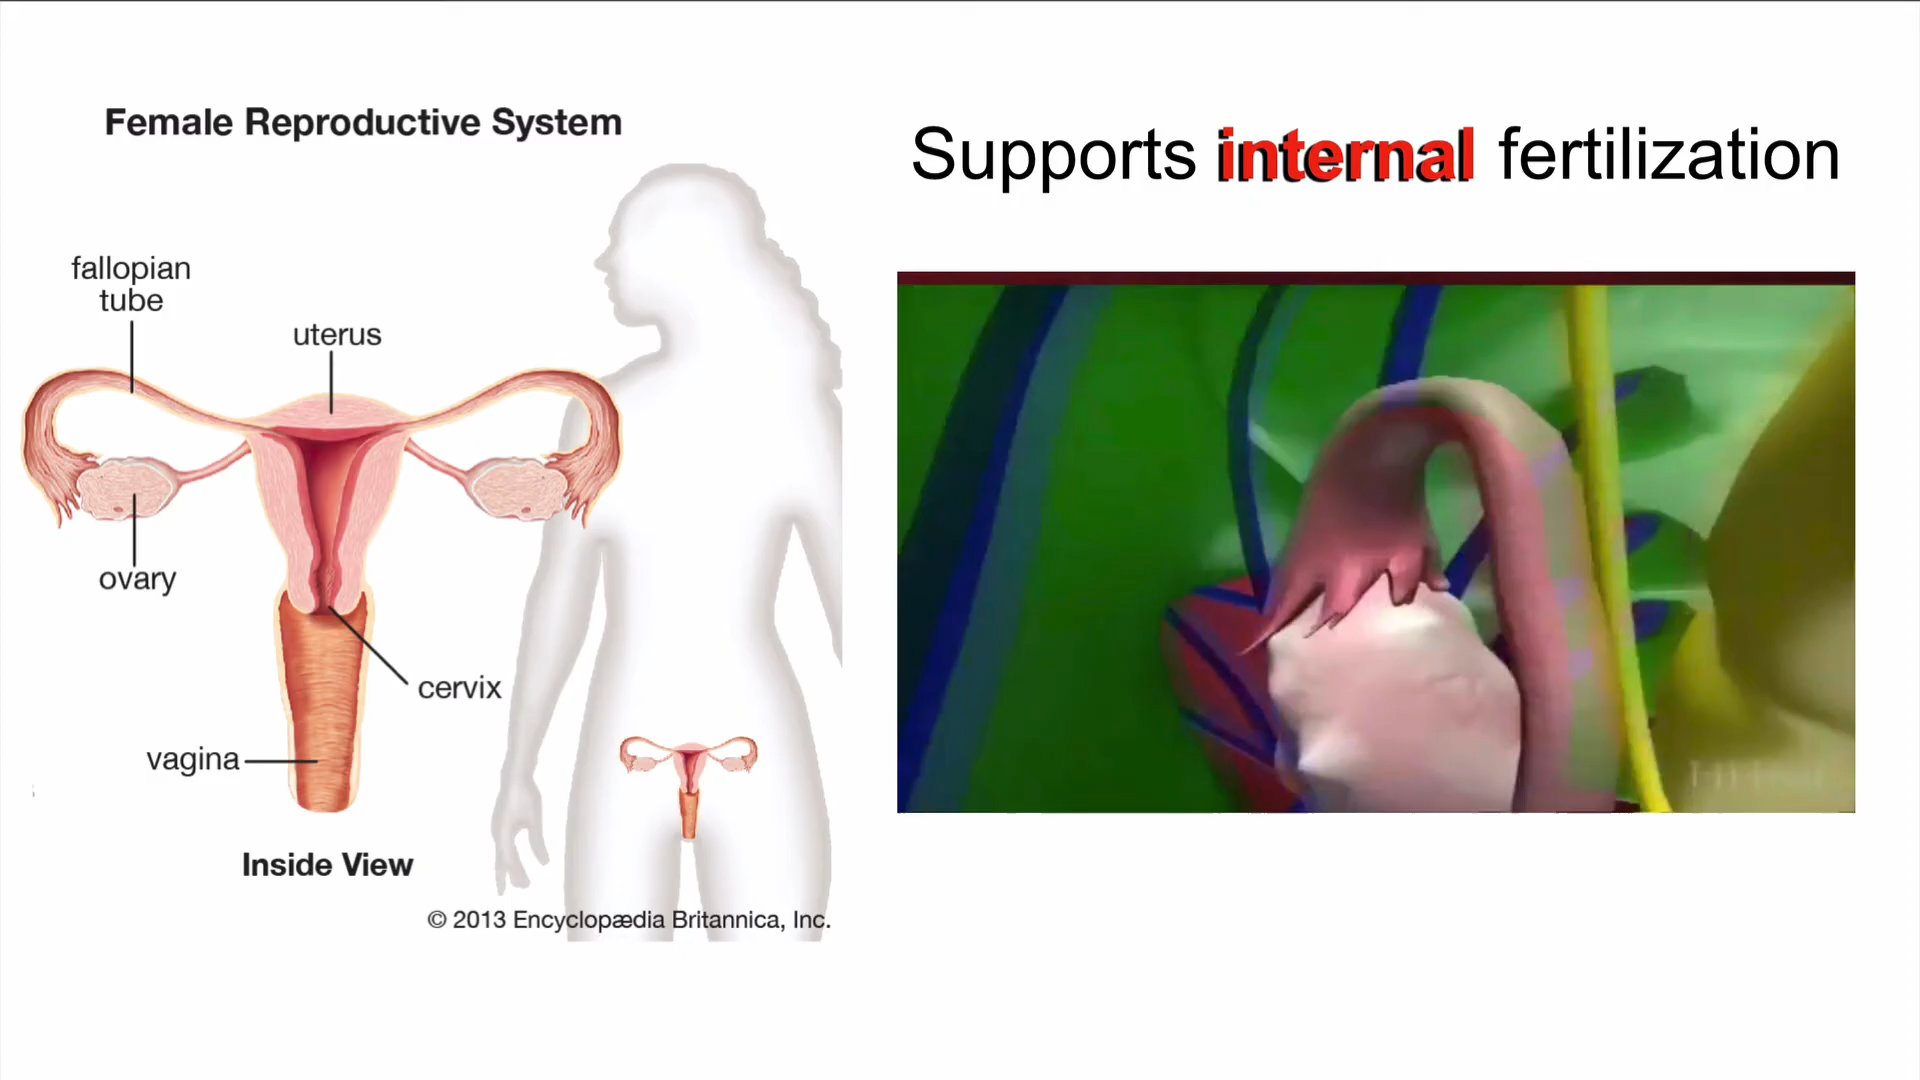 Female Reproductive System
Supports internal fertilization
fallopian
tube
uterus
ovary
cervix
vagina
Inside View
© 2013 Encyclopædia Britannica, Inc.